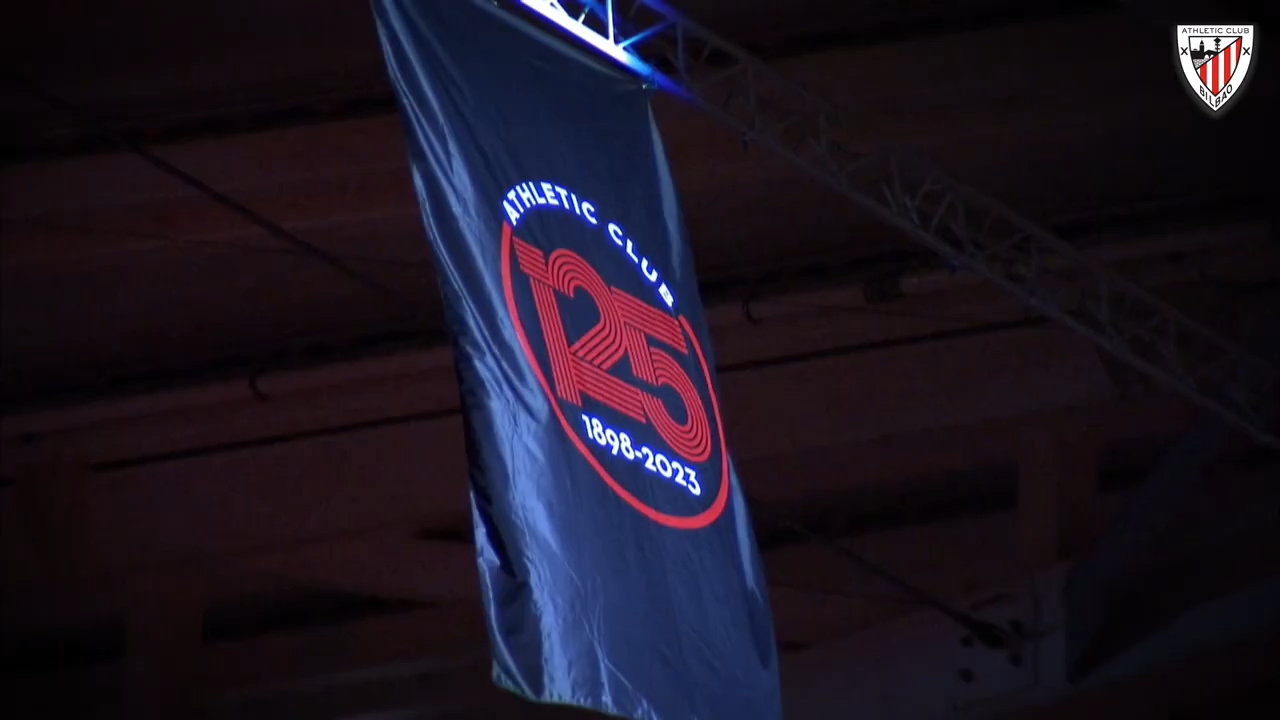 ATHLETIC CLUB
125
1898-2023
ATHLETIC CLUB
BILBAO